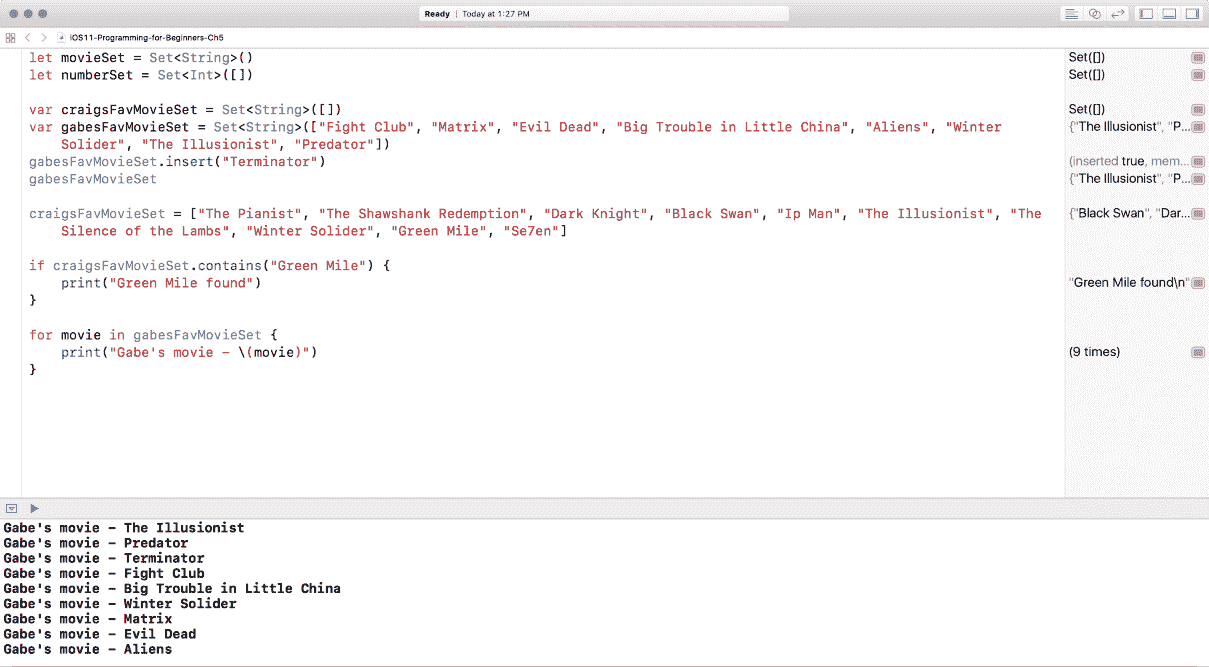 Ready | Today at 1:27 PM
iOS11-Programming-for-Beginners-Ch5
let movieSet = Set<String>() Set([])
let numberSet = Set<Int>([]) Set([])
var craigsFavMovieSet = Set<String>([]) Set([])
var gabesFavMovieSet = Set<String>(["Fight Club", "Matrix", "Evil Dead", "Big Trouble in Little China", "Aliens", "Winter {"The Illusionist", "P...
Solider", "The Illusionist", "Predator"])
gabesFavMovieSet.insert("Terminator") (inserted true, mem...
gabesFavMovieSet {"The Illusionist", "P...
craigsFavMovieSet = ["The Pianist", "The Shawshank Redemption", "Dark Knight", "Black Swan", "Ip Man", "The Illusionist", "The {"Black Swan", "Dar...
Silence of the Lambs", "Winter Solider", "Green Mile", "Se7en"]
if craigsFavMovieSet.contains("Green Mile") {
print("Green Mile found") "Green Mile found\n"
}
for movie in gabesFavMovieSet {
print("Gabe's movie - \(movie)") (9 times)
}
Gabe's movie - The Illusionist
Gabe's movie - Predator
Gabe's movie - Terminator
Gabe's movie - Fight Club
Gabe's movie - Big Trouble in Little China
Gabe's movie - Winter Solider
Gabe's movie - Matrix
Gabe's movie - Evil Dead
Gabe's movie - Aliens